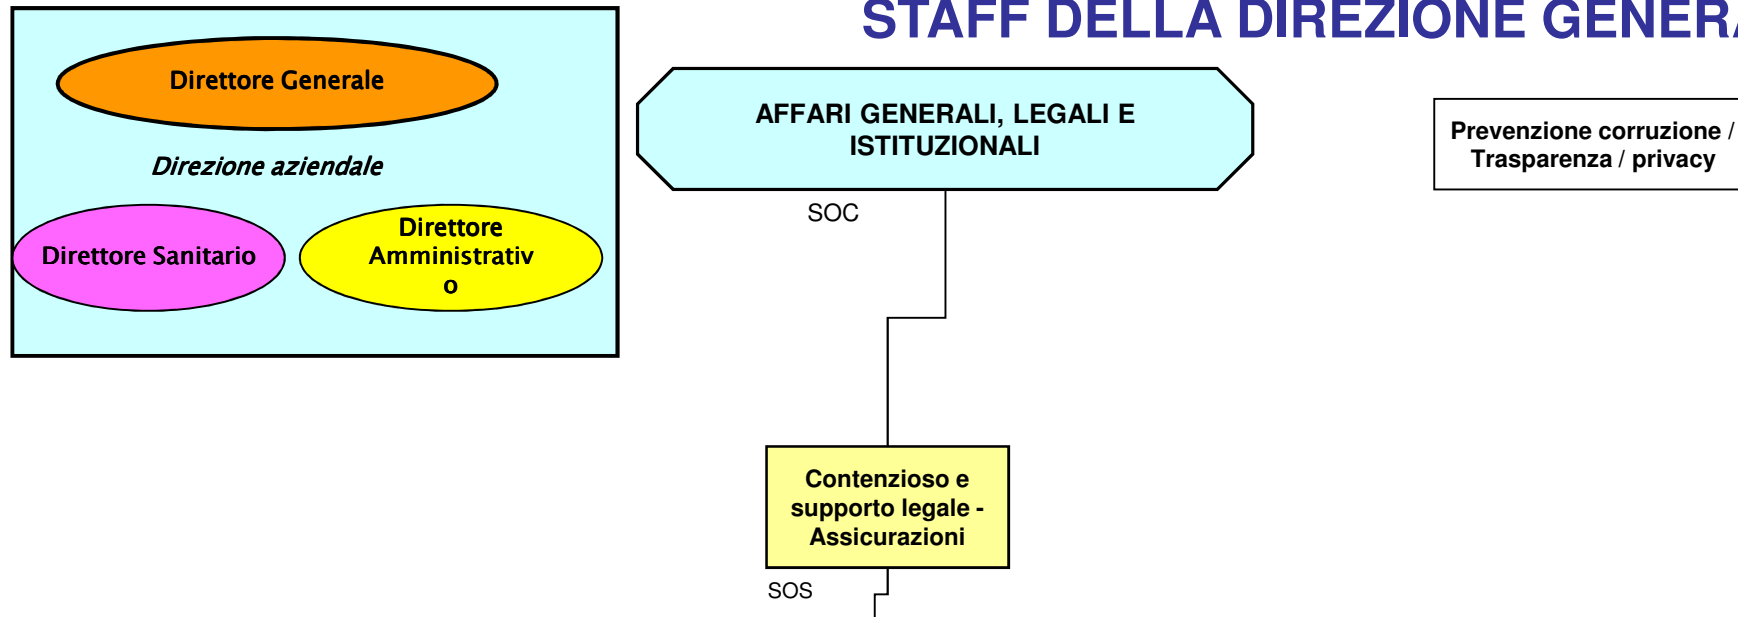 STAFF DELLA DIREZIONE GENERA
Direttore Generale
Direzione aziendale
Direttore Sanitario
Direttore
Amministrativ
o
AFFARI GENERALI, LEGALI E
ISTITUZIONALI
SOC
Prevenzione corruzione /
Trasparenza / privacy
Contenzioso e
supporto legale -
Assicurazioni
SOS